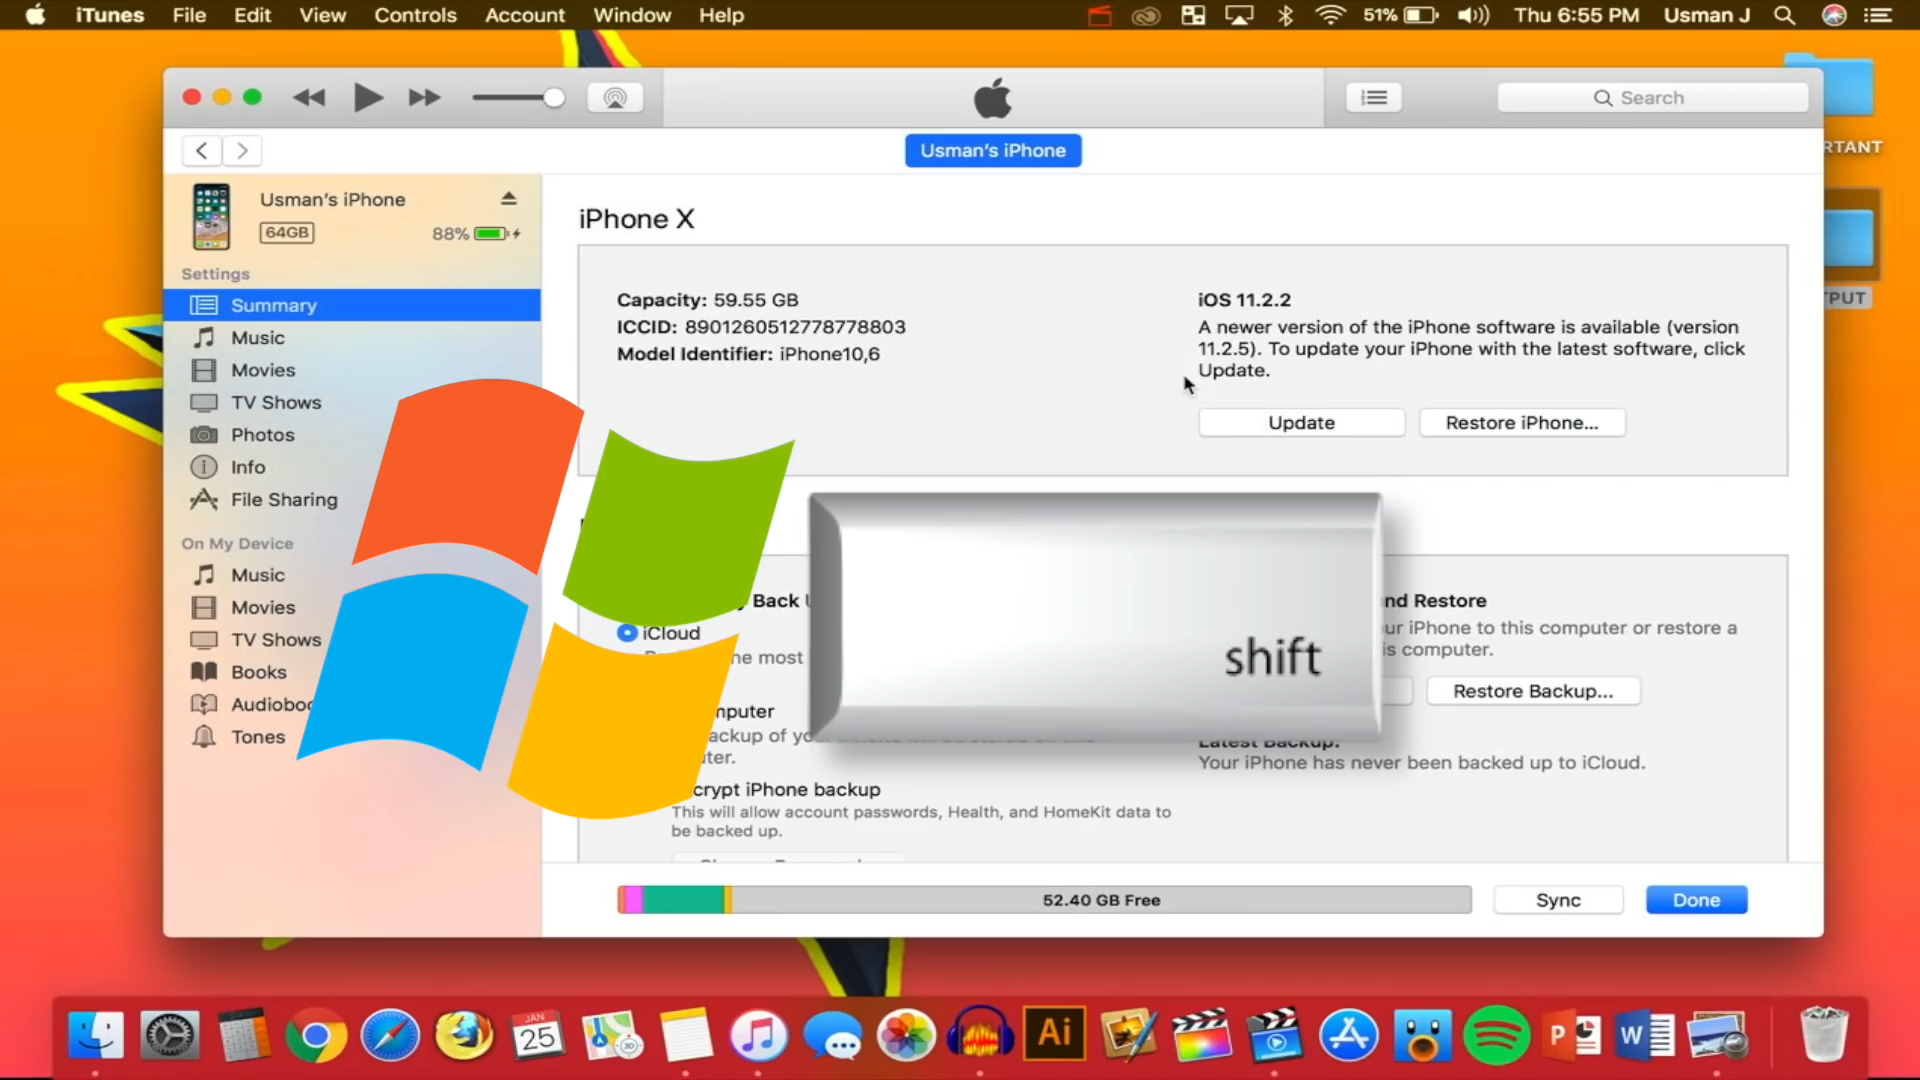 iTunes File Edit View Controls Account Window Help
51% Thu 6:55 PM Usman J
Search
RTANT
Usman's iPhone
Usman's iPhone
64GB
88%
Settings
Summary
Music
Movies
TV Shows
Photos
Info
File Sharing
On My Device
Music
Movies
TV Shows
Books
Audioboo
Tones
iPhone X
Capacity: 59.55 GB
ICCID: 8901260512778778803
Model Identifier: iPhone10,6
iOS 11.2.2
A newer version of the iPhone software is available (version
11.2.5). To update your iPhone with the latest software, click
Update.
Update
Restore iPhone...
PUT
Back
iCloud
he most
mputer
ackup of
ter.
crypt iPhone backup
This will allow account passwords, Health, and HomeKit data to
be backed up.
shift
nd Restore
ur iPhone to this computer or restore a
is computer.
Restore Backup...
Latest Backup:
Your iPhone has never been backed up to iCloud.
52.40 GB Free
Sync
Done
JAN
25
3D
Ai
P
W